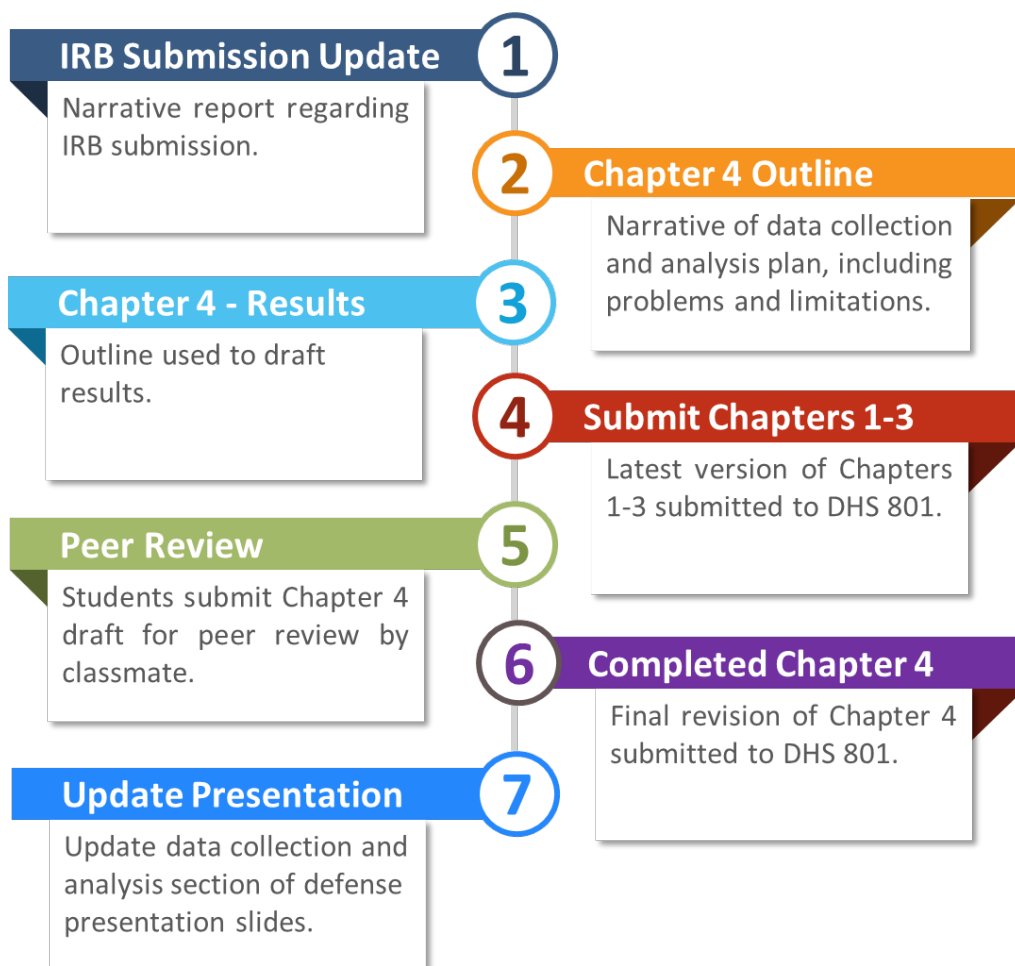 IRB Submission Update
1
Narrative report regarding
IRB submission.
2
Chapter 4 Outline
Narrative of data collection
and analysis plan, including
problems and limitations.
Chapter 4 - Results
3
Outline used to draft
results.
4
Submit Chapters 1-3
Latest version of Chapters
1-3 submitted to DHS 801.
Peer Review
5
Students submit Chapter 4
draft for peer review by
classmate.
6
Completed Chapter 4
Final revision of Chapter 4
submitted to DHS 801.
Update Presentation
7
Update data collection and
analysis section of defense
presentation slides.